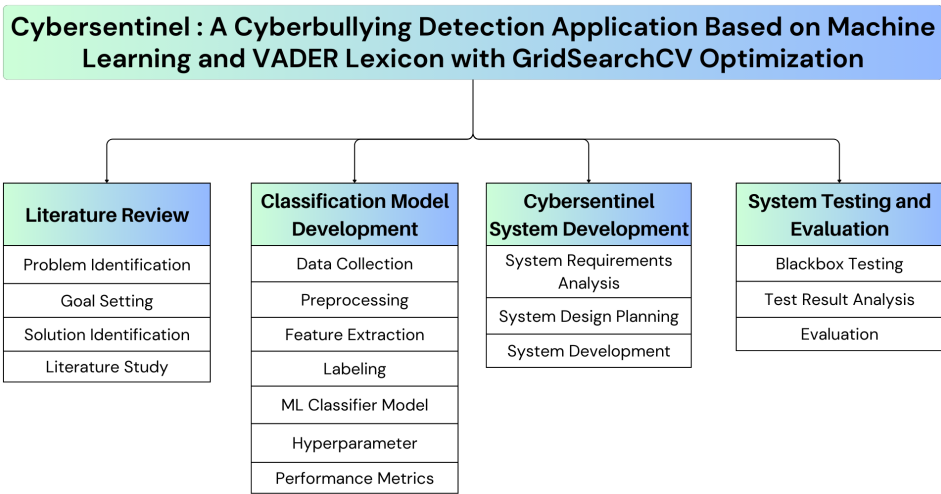 Cybersentinel : A Cyberbullying Detection Application Based on Machine
Learning and VADER Lexicon with GridSearchCV Optimization
Literature Review
Problem Identification
Goal Setting
Solution Identification
Literature Study
Classification Model
Development
Data Collection
Preprocessing
Feature Extraction
Labeling
ML Classifier Model
Hyperparameter
Performance Metrics
Cybersentinel
System Development
System Requirements
Analysis
System Design Planning
System Development
System Testing and
Evaluation
Blackbox Testing
Test Result Analysis
Evaluation